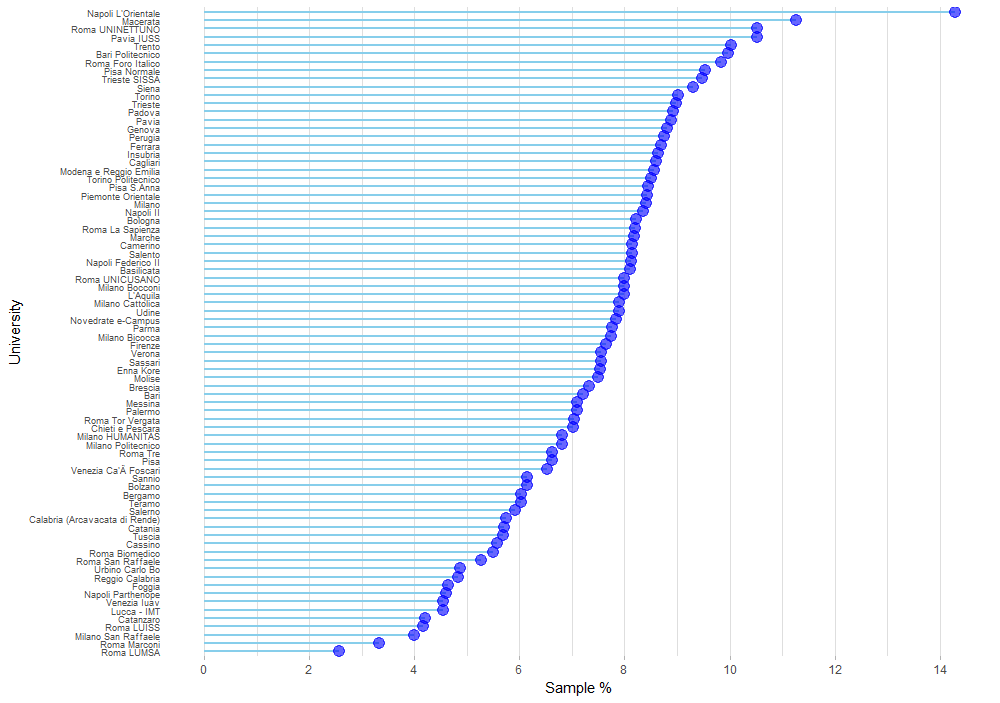 Napoli L'Orientale
Macerata
Roma UNINETTUNO
Pavia IUSS
Trento
Bari Politecnico
Roma Foro Italico
Pisa Normale
Trieste SISSA
Siena
Torino
Trieste
Padova
Pavia
Genova
Perugia
Ferrara
Insubria
Cagliari
Modena e Reggio Emilia
Torino Politecnico
Pisa S.Anna
Piemonte Orientale
Milano
Napoli II
Bologna
Roma La Sapienza
Marche
Camerino
Salento
Napoli Federico II
Basilicata
Roma UNICUSANO
Milano Bocconi
L'Aquila
Milano Cattolica
Udine
Novedrate e-Campus
Parma
Milano Bicocca
Firenze
Verona
Sassari
Enna Kore
Molise
Brescia
Bari
Messina
Palermo
Roma Tor Vergata
Chieti e Pescara
Milano HUMANITAS
Milano Politecnico
Roma Tre
Pisa
Venezia Ca'Â Foscari
Sannio
Bolzano
Bergamo
Teramo
Salerno
Calabria (Arcavacata di Rende)
Catania
Tuscia
Cassino
Roma Biomedico
Roma San Raffaele
Urbino Carlo Bo
Reggio Calabria
Foggia
Napoli Parthenope
Venezia Iuav
Lucca - IMT
Catanzaro
Roma LUISS
Milano San Raffaele
Roma Marconi
Roma LUMSA
University
0 2 4 6 8 10 12 14
Sample %